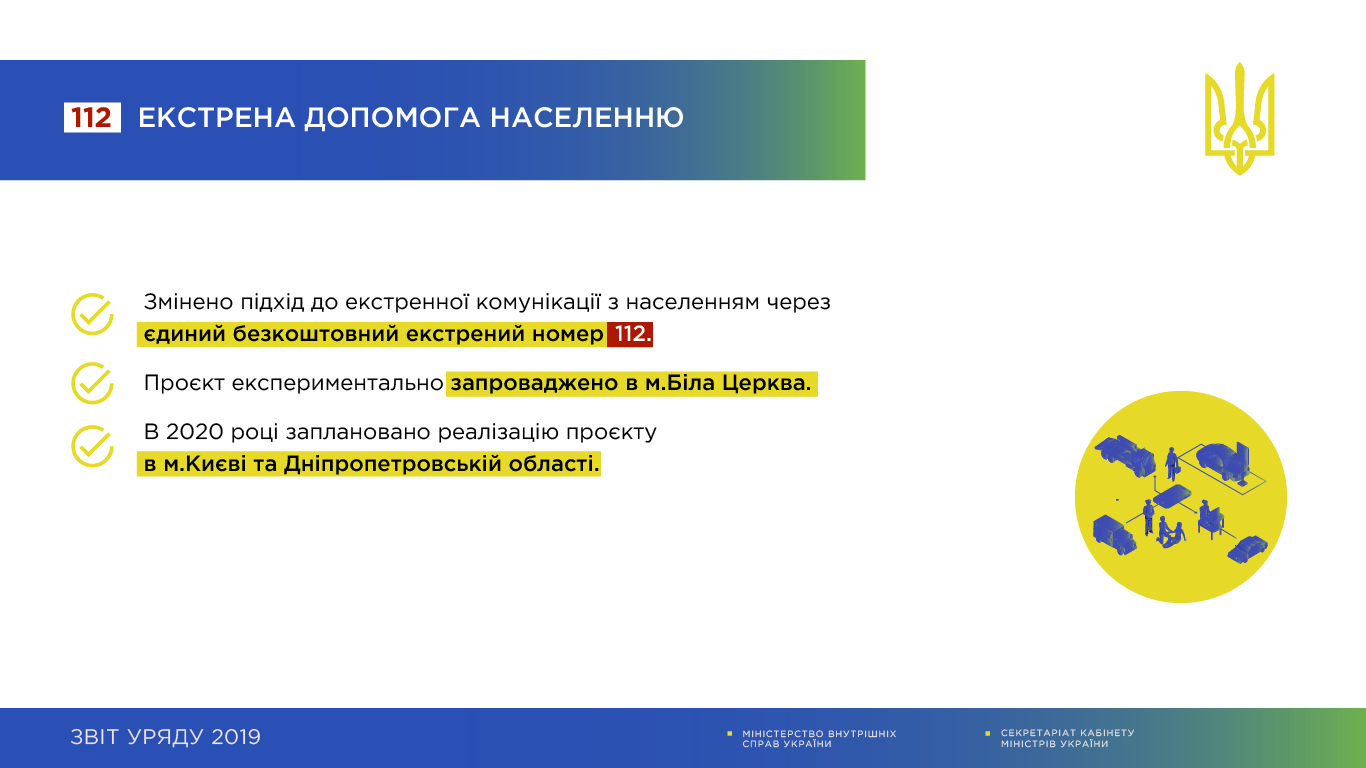 112 ЕКСТРЕНА ДОПОМОГА НАСЕЛЕННЮ
Змінено підхід до екстренної комунікації з населенням через
єдиний безкоштовний екстрений номер 112.
Проєкт експериментально запроваджено в м.Біла Церква.
В 2020 році заплановано реалізацію проєкту
в м.Києві та Дніпропетровській області.
ЗВІТ УРЯДУ 2019
МІНІСТЕРСТВО ВНУТРІШНІХ
СПРАВ УКРАЇНИ
СЕКРЕТАРІАТ КАБІНЕТУ
МІНІСТРІВ УКРАЇНИ